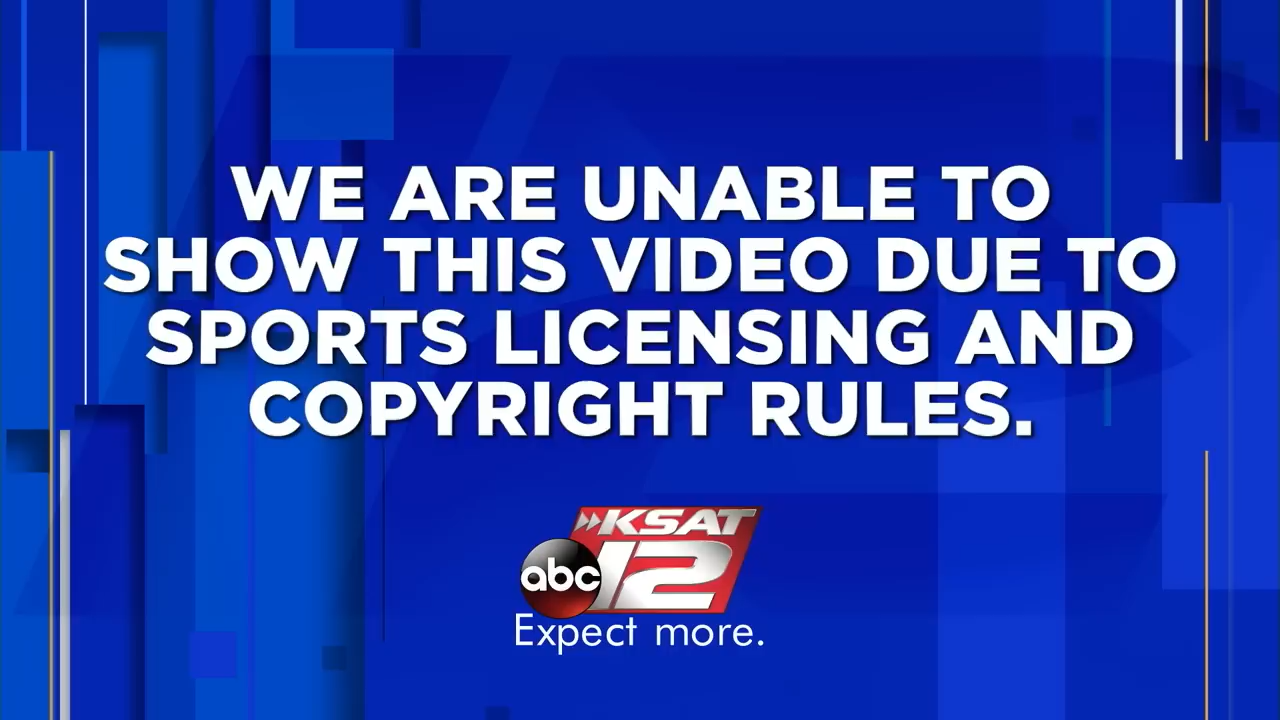 WE ARE UNABLE TO
SHOW THIS VIDEO DUE TO
SPORTS LICENSING AND
COPYRIGHT RULES.
KSAT
abc 12
Expect more.